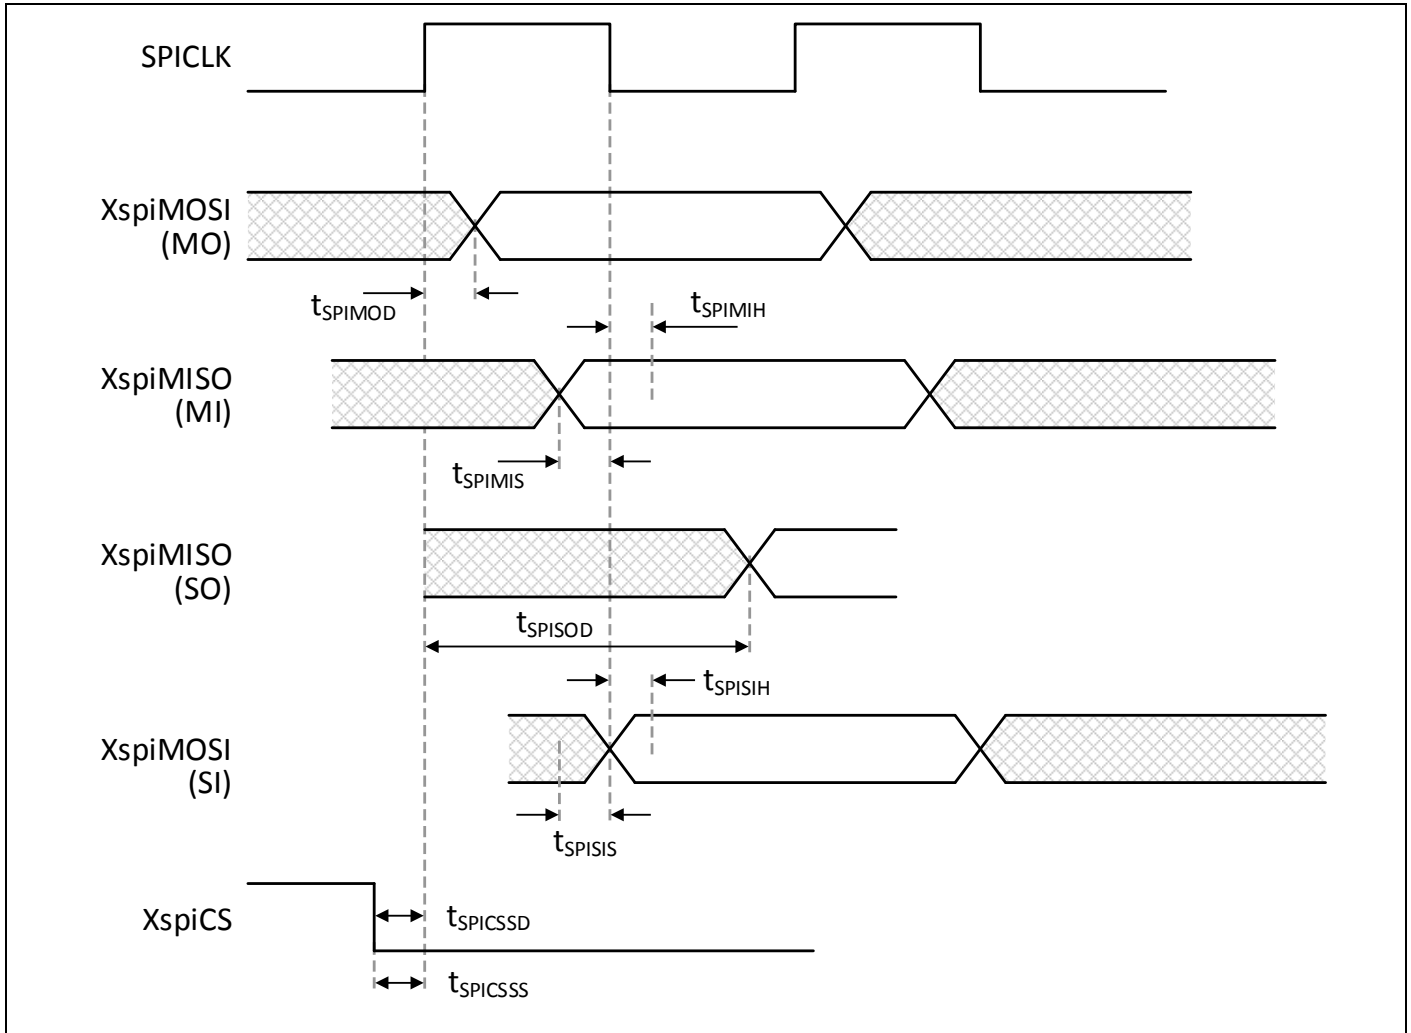 SPICLK
XspiMOSI
(MO)
tSPIMOD
tSPIMIH
XspiMISO
(MI)
tSPIMIS
XspiMISO
(SO)
tSPISOD
tSPISIH
XspiMOSI
(SI)
tSPISIS
XspiCS
tSPICSSD
tSPICSSS